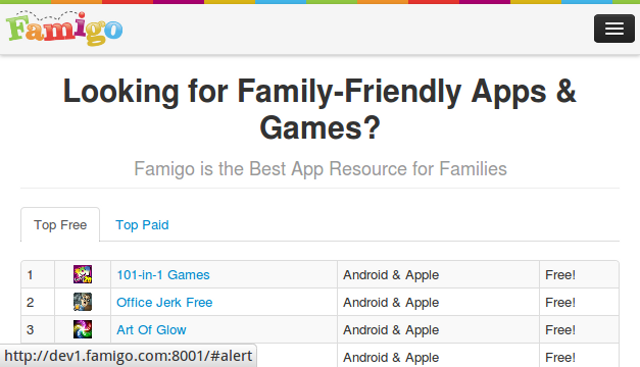 Famigo
Looking for Family-Friendly Apps &
Games?
Famigo is the Best App Resource for Families
Top Free Top Paid
1 101-in-1 Games Android & Apple Free!
2 Office Jerk Free Android & Apple Free!
3 Art Of Glow Android & Apple Free!
Android & Apple Free!
http://dev1.famigo.com:8001/#alert